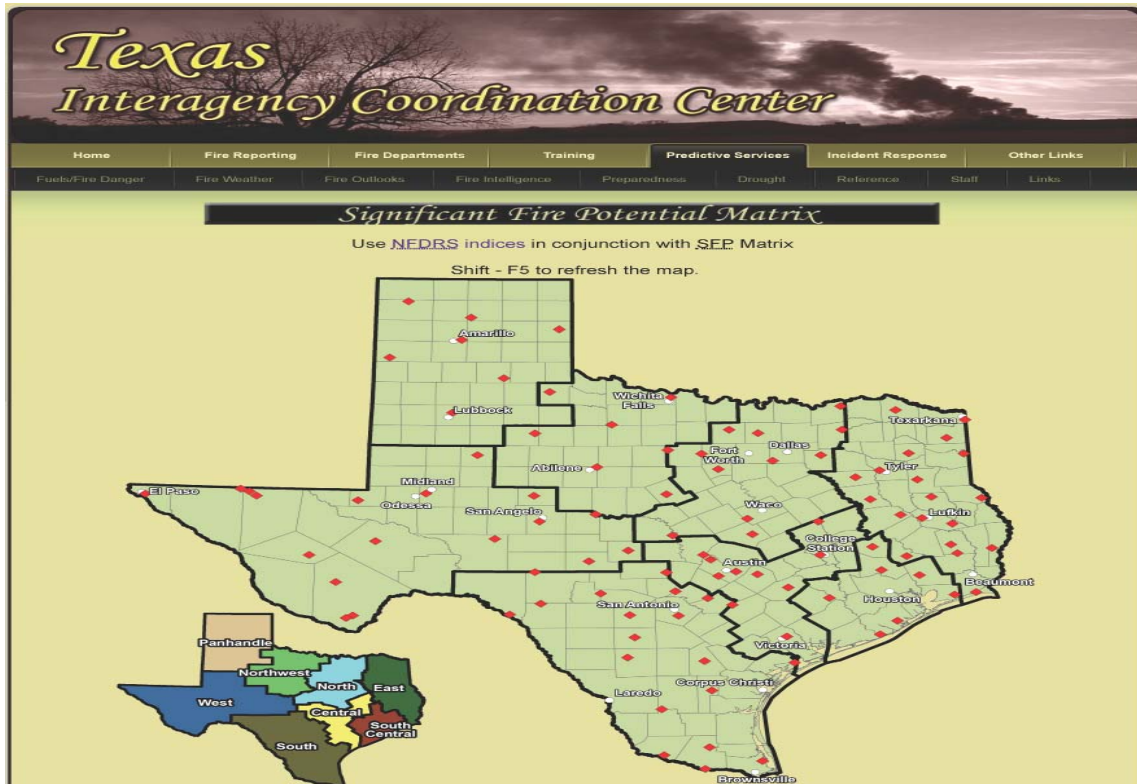 Texas
Interagency Coordination Center
Home Fire Reporting Fire Departments Training Predictive Services Incident Response Other Links
Fuels/Fire Danger Fire Weather Fire Outlooks Fire Intelligence Preparedness Drought Reference Staff Links
Significant Fire Potential Matrix
Use NFDRS indices in conjunction with SFP Matrix
Shift - F5 to refresh the map.
Amarillo
Lubbock
Wichita
Falls
Texarkana
Fort
Worth
Dallas
Abilene
Tyler
Midland
Odessa
El Paso
San Angelo
Waco
Lufkin
College
Station
Austin
Beaumont
Houston
San Antonio
Victoria
Corpus Christi
Laredo
Brownsville
Panhandle
Northwest
North
East
West
Central
South
Central
South